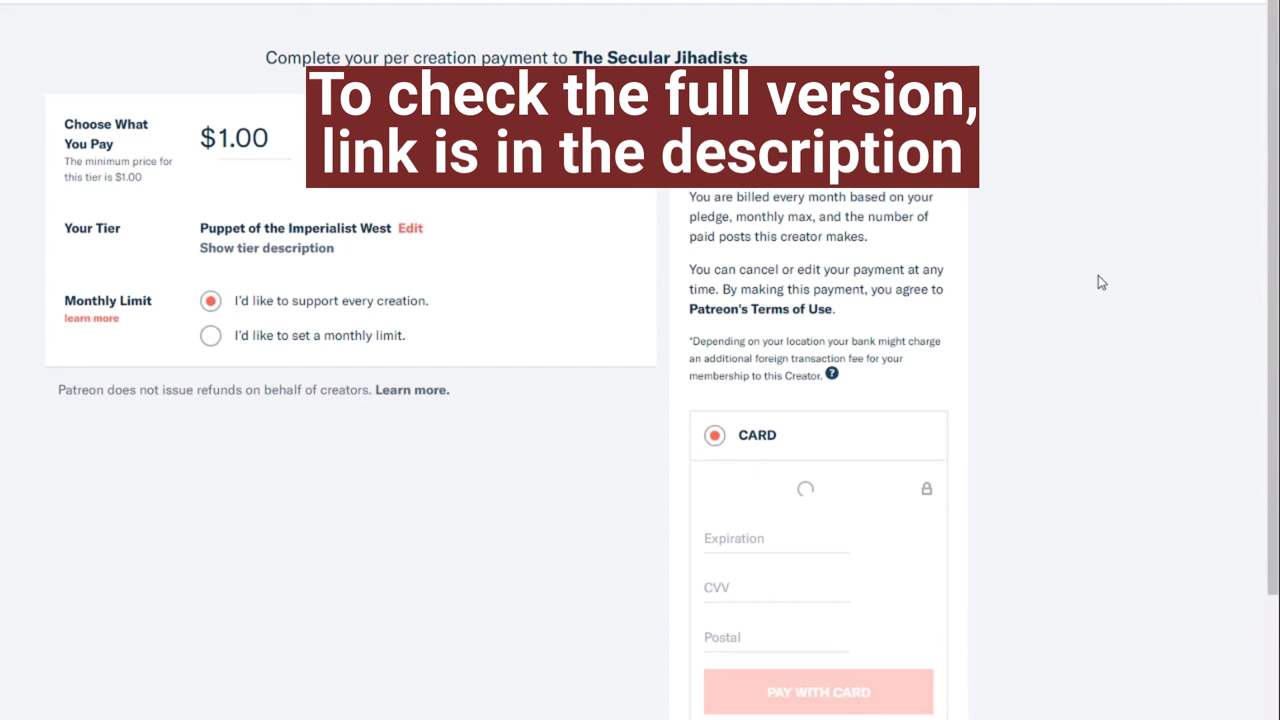 Complete your per creation payment to The Secular Jihadists
To check the full version,
link is in the description
Choose What
You Pay
The minimum price for
this tier is $1.00
$1.00
Your Tier
Puppet of the Imperialist West Edit
Show tier description
Monthly Limit
learn more
I'd like to support every creation.
I'd like to set a monthly limit.
Patreon does not issue refunds on behalf of creators. Learn more.
You are billed every month based on your
pledge, monthly max, and the number of
paid posts this creator makes.
You can cancel or edit your payment at any
time. By making this payment, you agree to
Patreon's Terms of Use.
*Depending on your location your bank might charge
an additional foreign transaction fee for your
membership to this Creator. ?
CARD
Expiration
CVV
Postal
PAY WITH CARD